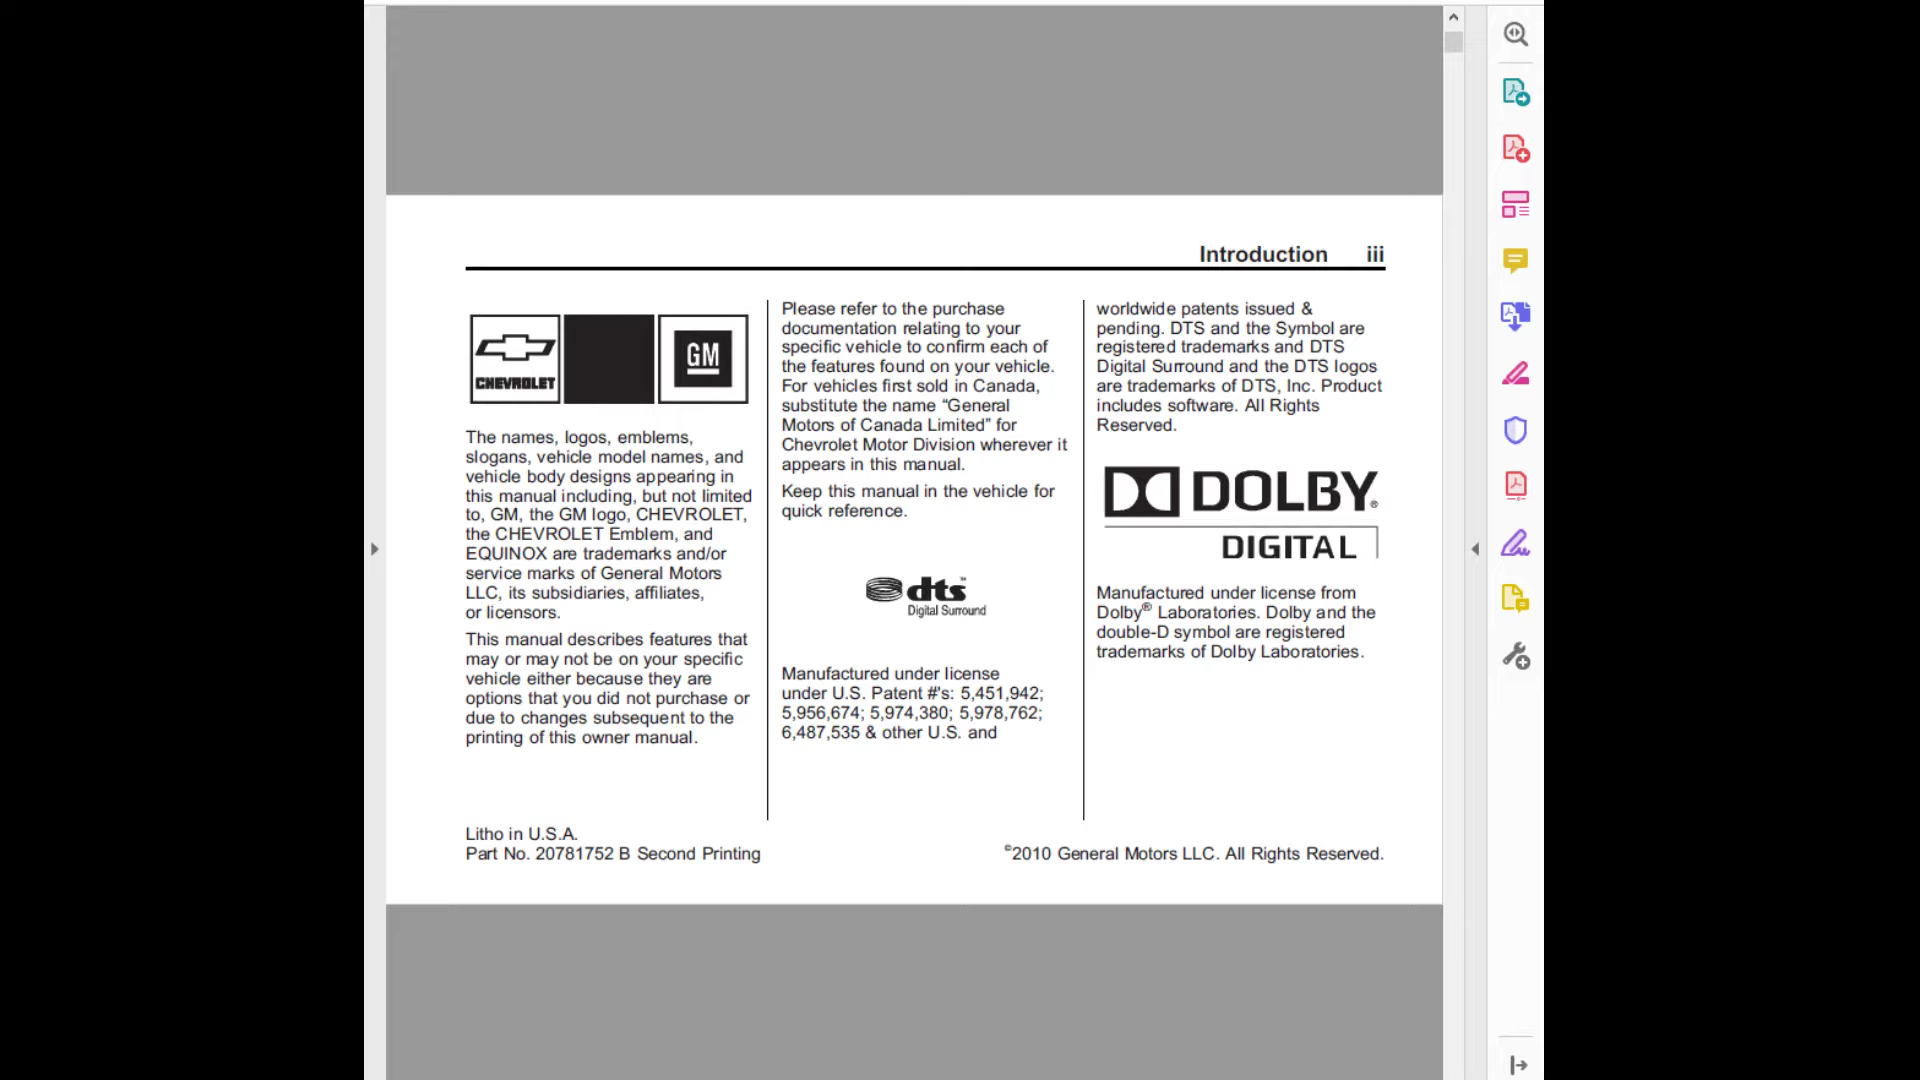 Introduction iii
CHEVROLET
GM
The names, logos, emblems,
slogans, vehicle model names, and
vehicle body designs appearing in
this manual including, but not limited
to, GM, the GM logo, CHEVROLET,
the CHEVROLET Emblem, and
EQUINOX are trademarks and/or
service marks of General Motors
LLC, its subsidiaries, affiliates,
or licensors.
This manual describes features that
may or may not be on your specific
vehicle either because they are
options that you did not purchase or
due to changes subsequent to the
printing of this owner manual.
Please refer to the purchase
documentation relating to your
specific vehicle to confirm each of
the features found on your vehicle.
For vehicles first sold in Canada,
substitute the name “General
Motors of Canada Limited” for
Chevrolet Motor Division wherever it
appears in this manual.
Keep this manual in the vehicle for
quick reference.
dts™
Digital Surround
Manufactured under license
under U.S. Patent #'s: 5,451,942;
5,956,674; 5,974,380; 5,978,762;
6,487,535 & other U.S. and
worldwide patents issued &
pending. DTS and the Symbol are
registered trademarks and DTS
Digital Surround and the DTS logos
are trademarks of DTS, Inc. Product
includes software. All Rights
Reserved.
DOLBY®
DIGITAL
Manufactured under license from
Dolby® Laboratories. Dolby and the
double-D symbol are registered
trademarks of Dolby Laboratories.
Litho in U.S.A.
Part No. 20781752 B Second Printing
©2010 General Motors LLC. All Rights Reserved.